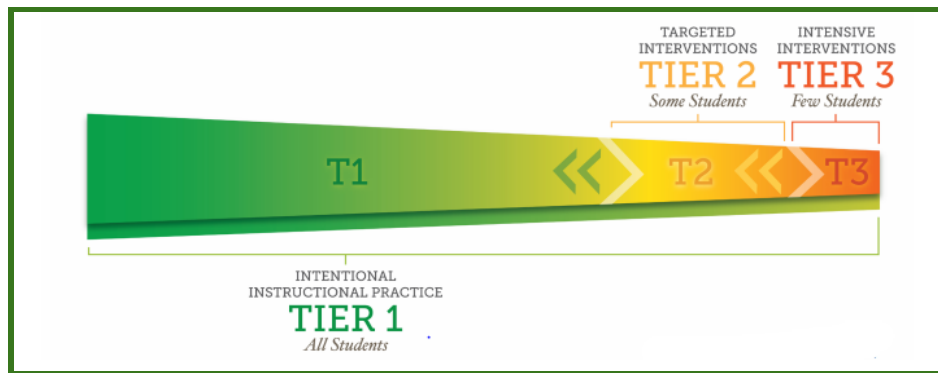 TARGETED
INTERVENTIONS
TIER 2
Some Students
INTENSIVE
INTERVENTIONS
TIER 3
Few Students
T1
T2
T3
INTENTIONAL
INSTRUCTIONAL PRACTICE
TIER 1
All Students